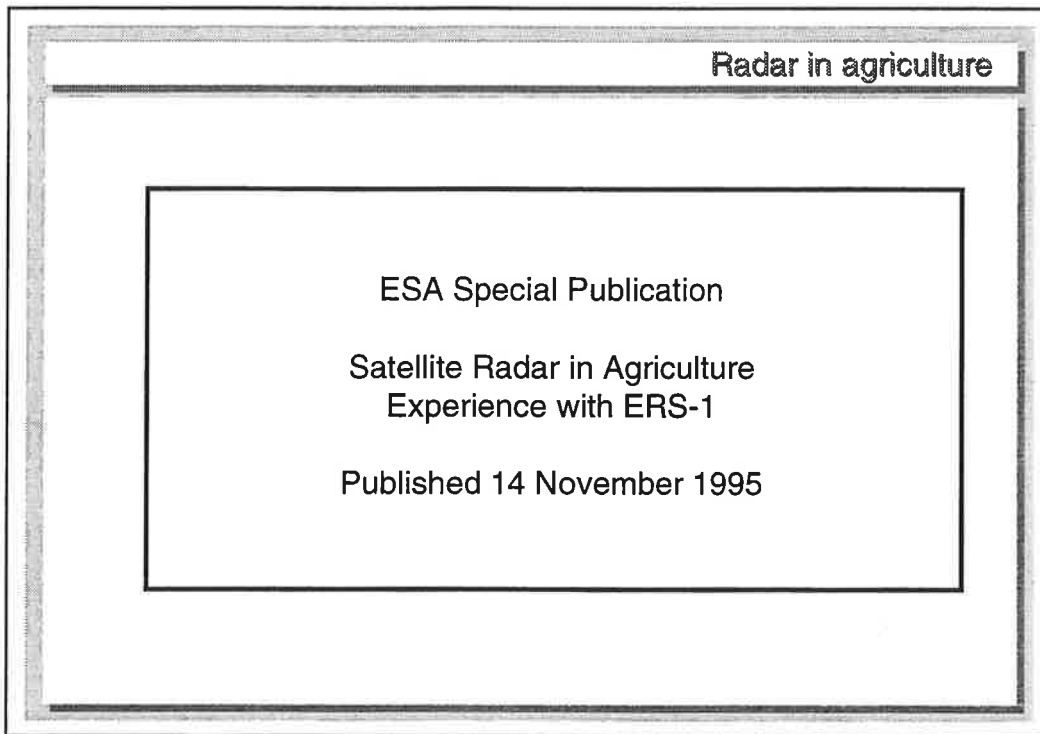 Radar in agriculture
ESA Special Publication
Satellite Radar in Agriculture
Experience with ERS-1
Published 14 November 1995